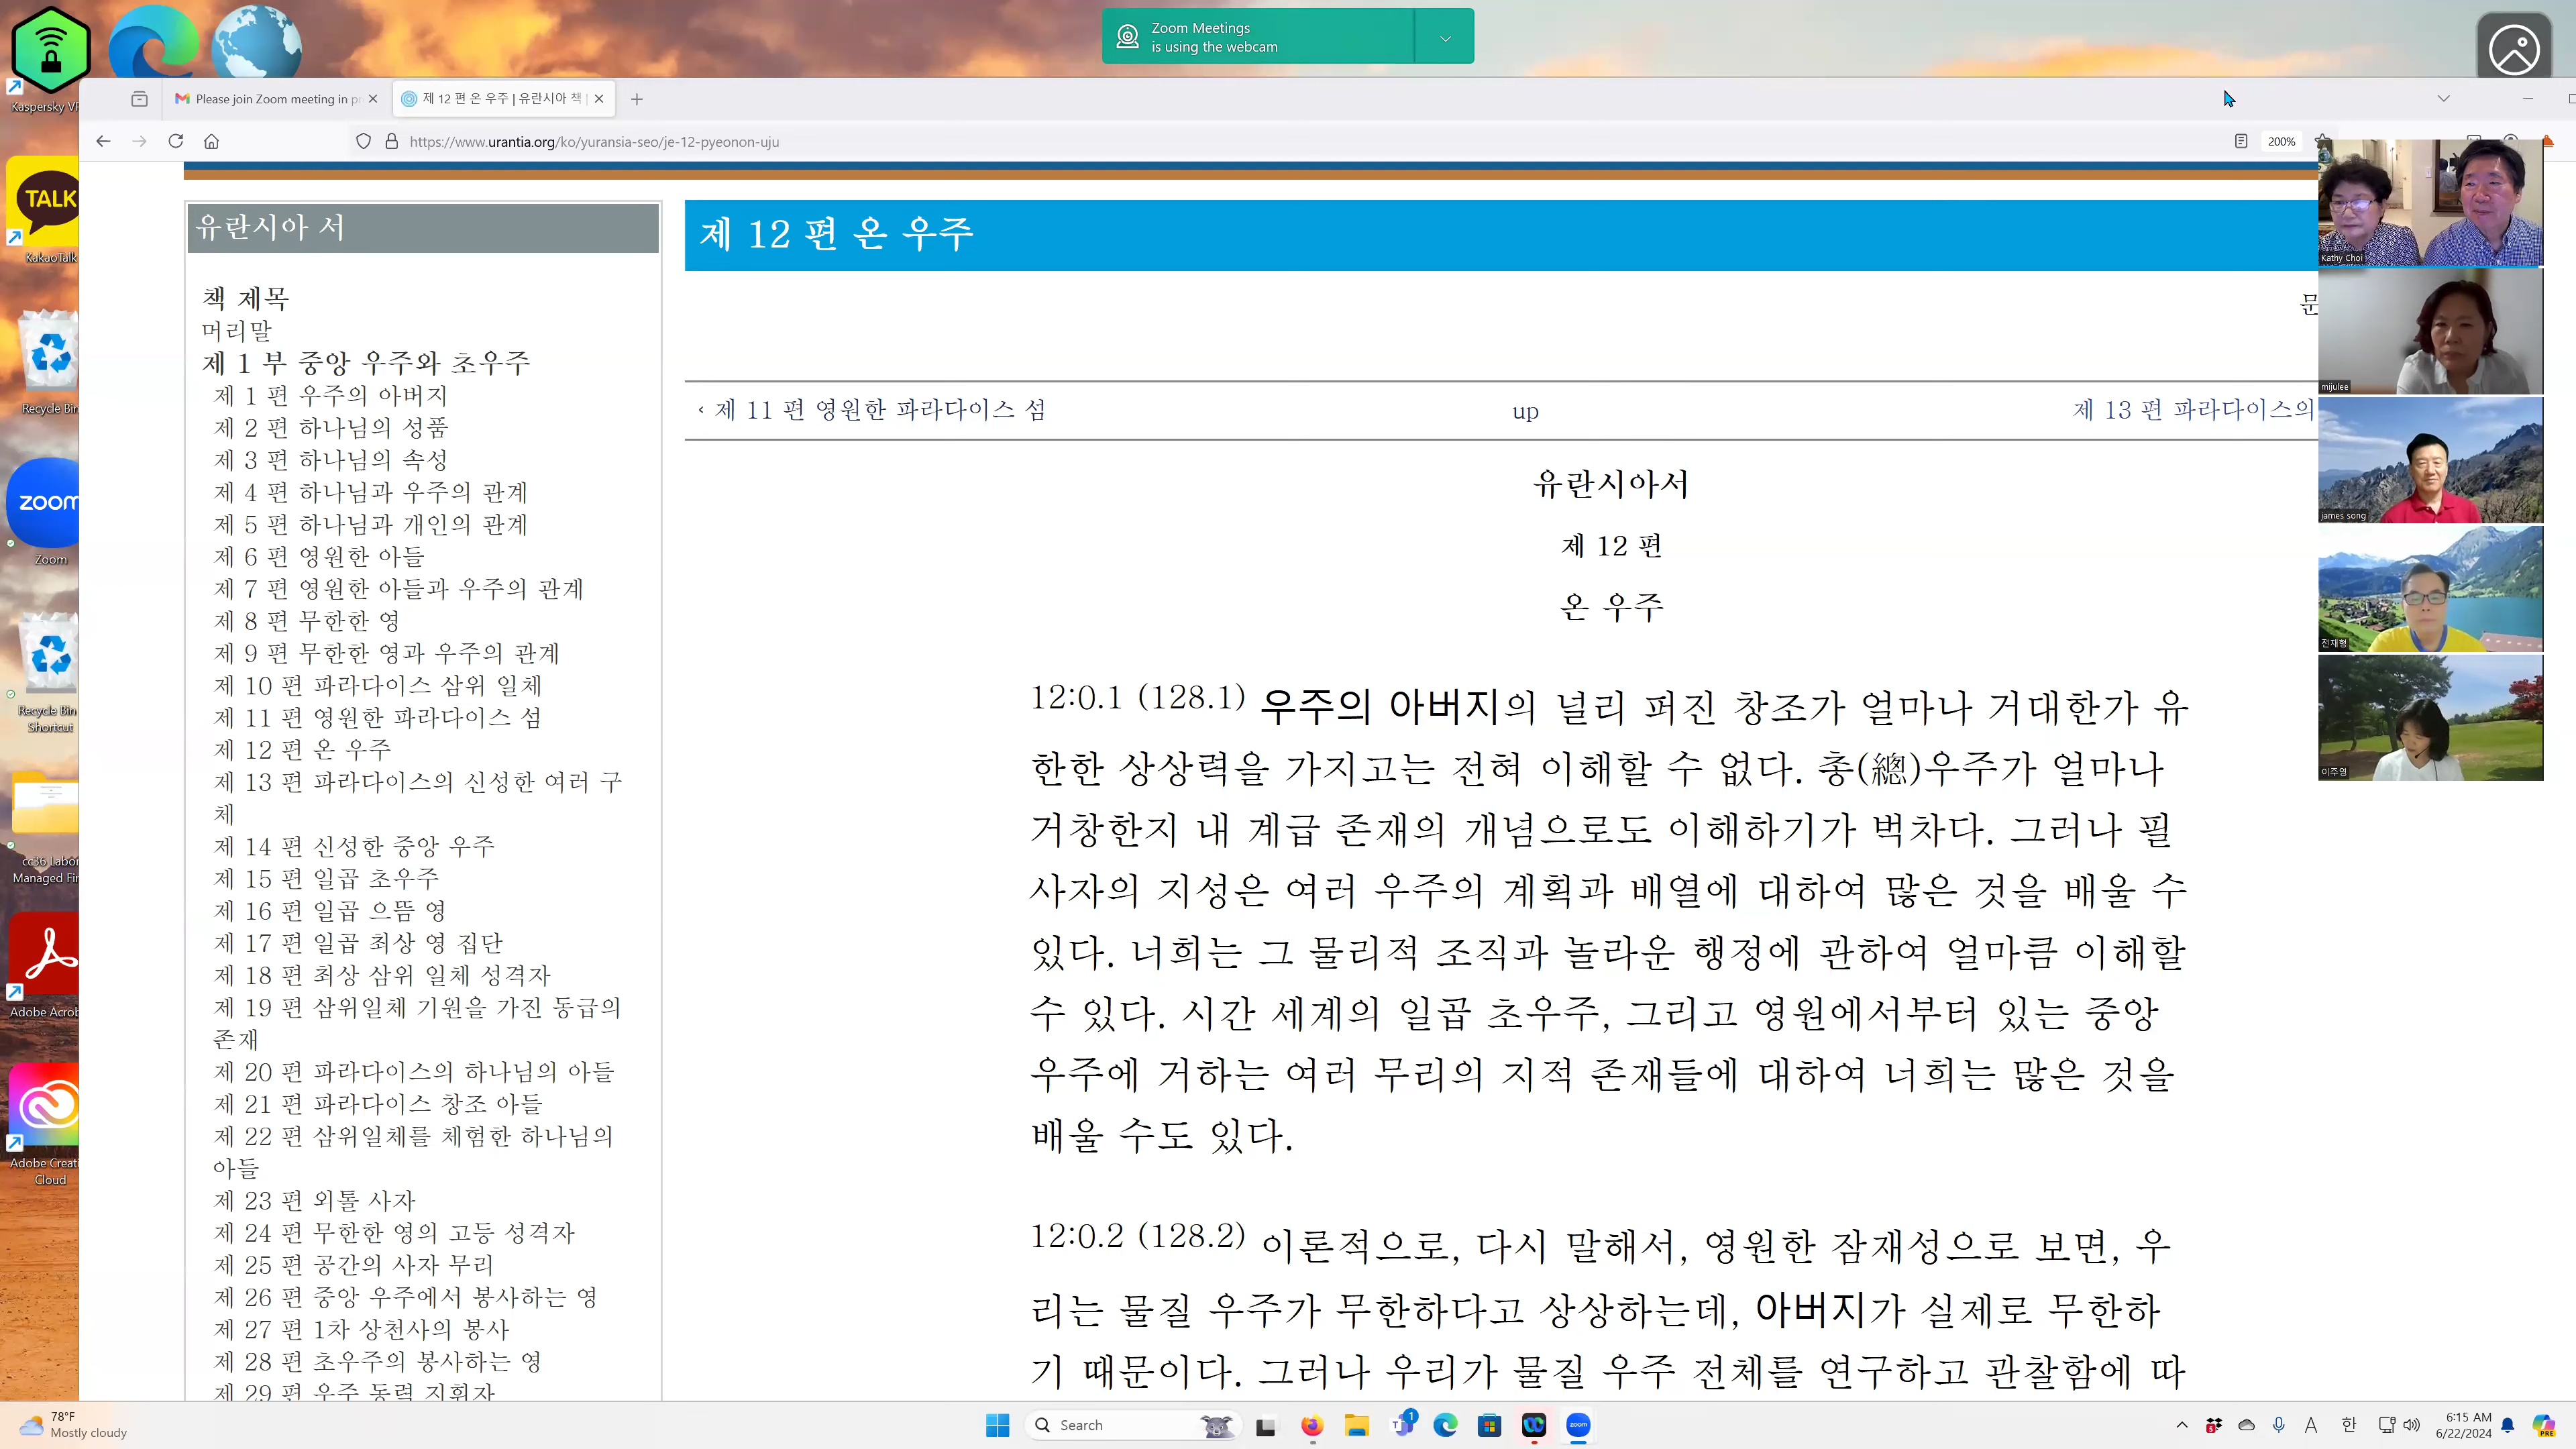 Zoom Meetings
is using the webcam
Kaspersky VP
Please join Zoom meeting in pr
제 12 편 온 우주 | 유란시아 책 |
https://www.urantia.org/ko/yuransia-seo/je-12-pyeonon-uju
200%
TALK
KakaoTalk
Recycle Bin
zoom
Zoom
Recycle Bin
Shortcut
cc36 Labor
Managed Fir
Adobe Acrob
Adobe Creati
Cloud
유란시아 서
책 제목
머리말
제 1 부 중앙 우주와 초우주
제 1 편 우주의 아버지
제 2 편 하나님의 성품
제 3 편 하나님의 속성
제 4 편 하나님과 우주의 관계
제 5 편 하나님과 개인의 관계
제 6 편 영원한 아들
제 7 편 영원한 아들과 우주의 관계
제 8 편 무한한 영
제 9 편 무한한 영과 우주의 관계
제 10 편 파라다이스 삼위 일체
제 11 편 영원한 파라다이스 섬
제 12 편 온 우주
제 13 편 파라다이스의 신성한 여러 구
체
제 14 편 신성한 중앙 우주
제 15 편 일곱 초우주
제 16 편 일곱 으뜸 영
제 17 편 일곱 최상 영 집단
제 18 편 최상 삼위 일체 성격자
제 19 편 삼위일체 기원을 가진 동급의
존재
제 20 편 파라다이스의 하나님의 아들
제 21 편 파라다이스 창조 아들
제 22 편 삼위일체를 체험한 하나님의
아들
제 23 편 외톨 사자
제 24 편 무한한 영의 고등 성격자
제 25 편 공간의 사자 무리
제 26 편 중앙 우주에서 봉사하는 영
제 27 편 1차 상천사의 봉사
제 28 편 초우주의 봉사하는 영
제 29 편 우주 동력 지휘자
제 12 편 온 우주
문
‹ 제 11 편 영원한 파라다이스 섬
up
제 13 편 파라다이스의
유란시아서
제 12 편
온 우주
12:0.1 (128.1) 우주의 아버지의 널리 퍼진 창조가 얼마나 거대한가 유
한한 상상력을 가지고는 전혀 이해할 수 없다. 총(總)우주가 얼마나
거창한지 내 계급 존재의 개념으로도 이해하기가 벅차다. 그러나 필
사자의 지성은 여러 우주의 계획과 배열에 대하여 많은 것을 배울 수
있다. 너희는 그 물리적 조직과 놀라운 행정에 관하여 얼마큼 이해할
수 있다. 시간 세계의 일곱 초우주, 그리고 영원에서부터 있는 중앙
우주에 거하는 여러 무리의 지적 존재들에 대하여 너희는 많은 것을
배울 수도 있다.
12:0.2 (128.2) 이론적으로, 다시 말해서, 영원한 잠재성으로 보면, 우
리는 물질 우주가 무한하다고 상상하는데, 아버지가 실제로 무한하
기 때문이다. 그러나 우리가 물질 우주 전체를 연구하고 관찰함에 따
Kathy Choi
mijulee
james song
전재형
이주영
78°F
Mostly cloudy
Search
1
zoom
A
한
6:15 AM
6/22/2024
PRE